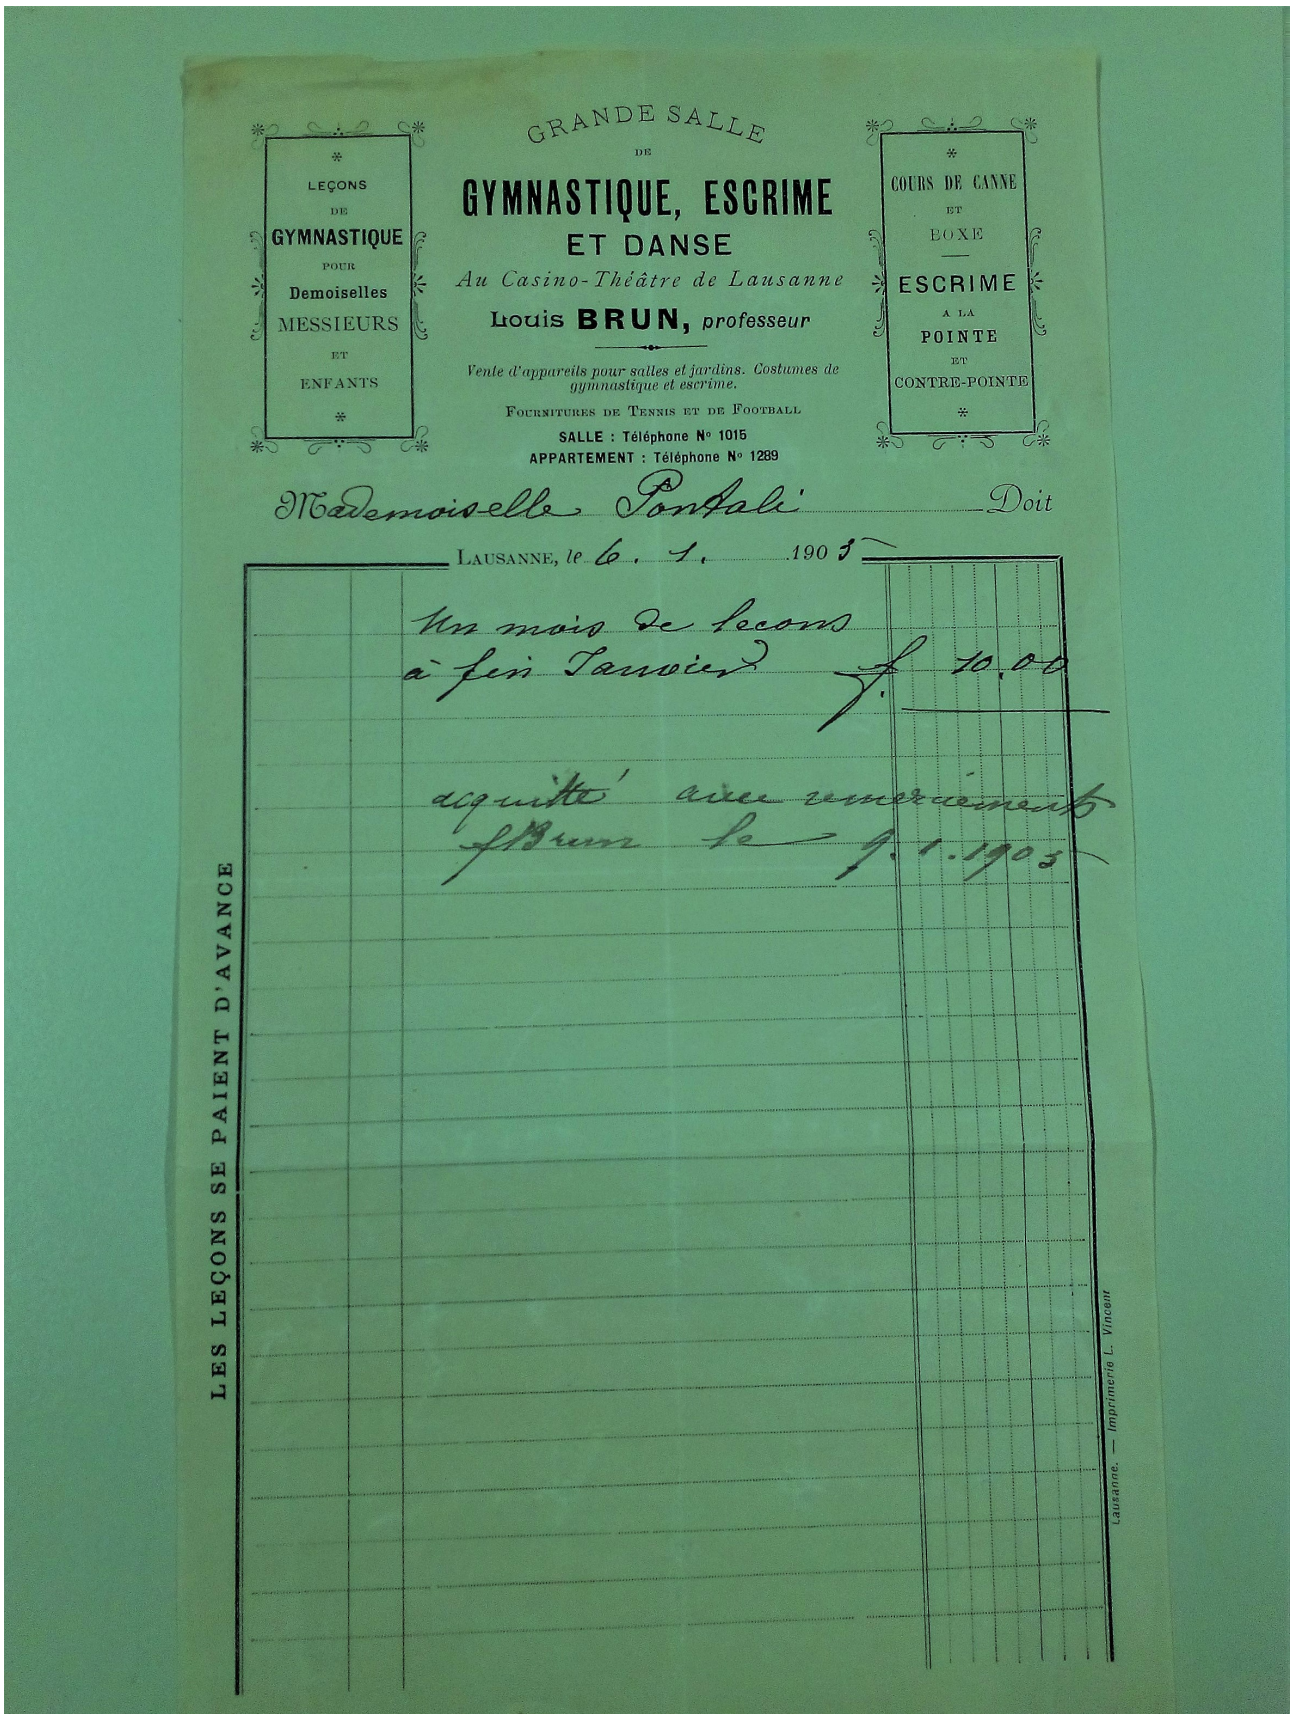 GRANDE SALLE
DE
GYMNASTIQUE, ESCRIME
ET DANSE
Au Casino-Théâtre de Lausanne
Louis BRUN, professeur
Vente d'appareils pour salles et jardins. Costumes de
gymnastique et escrime.
FOURNITURES DE TENNIS ET DE FOOTBALL
SALLE : Téléphone Nº 1015
APPARTEMENT : Téléphone Nº 1289
*
LEÇONS
DE
GYMNASTIQUE
POUR
Demoiselles
MESSIEURS
ET
ENFANTS
*
*
COURS DE CANNE
ET
BOXE
ESCRIME
A LA
POINTE
ET
CONTRE-POINTE
*
Mademoiselle Pontali Doit
LAUSANNE, le 6. 1. 1905
Un mois de lecons
à fin Janvier f. 10.00
acquitté avec remerciements
Brun le 9.1.1905
LES LEÇONS SE PAIENT D'AVANCE
Lausanne. — Imprimerie L. Vincent